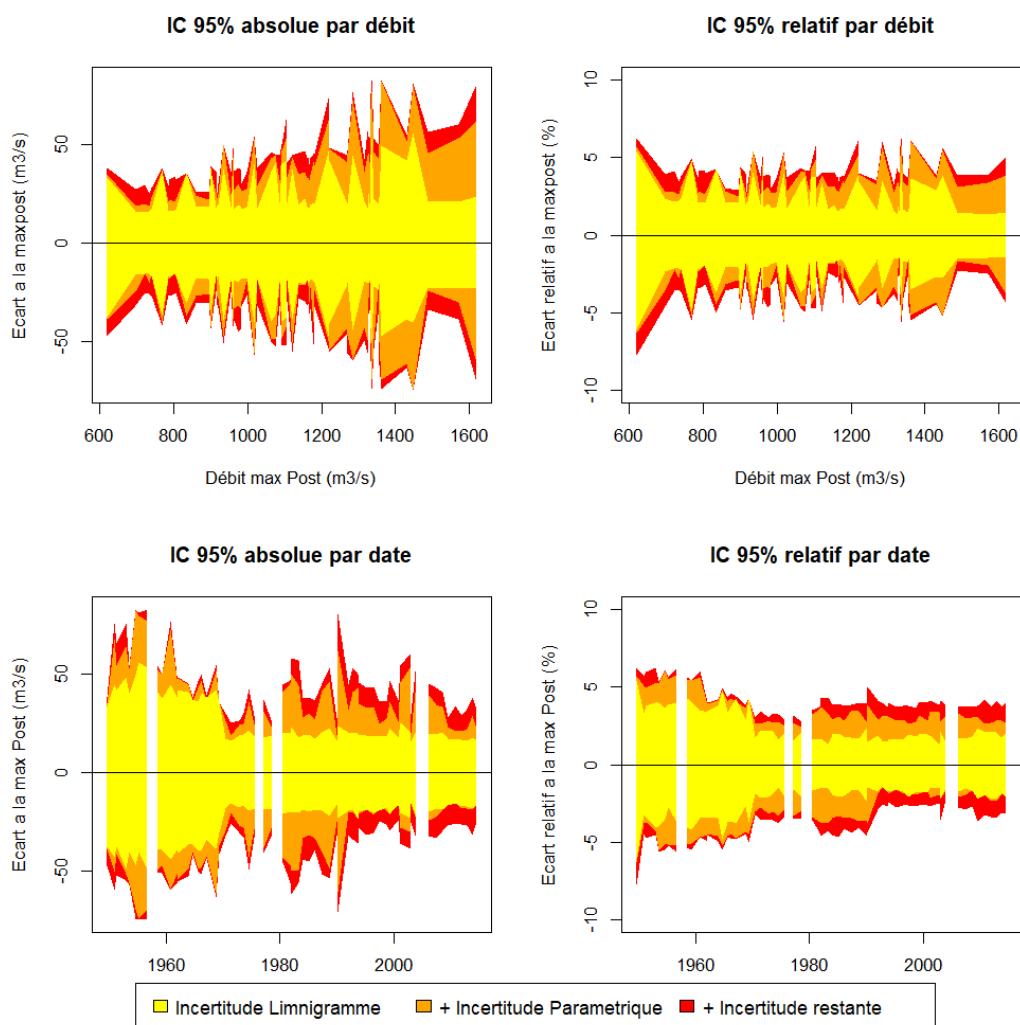 IC 95% absolue par débit
IC 95% relatif par débit
Ecart a la maxpost (m3/s)
50
0
-50
600 800 1000 1200 1400 1600
Débit max Post (m3/s)
Ecart relatif a la maxpost (%)
10
5
0
-5
-10
600 800 1000 1200 1400 1600
Débit max Post (m3/s)
IC 95% absolue par date
IC 95% relatif par date
Ecart a la max Post (m3/s)
50
0
-50
1960 1980 2000
Ecart relatif a la max Post (%)
10
5
0
-5
-10
1960 1980 2000
Incertitude Limnigramme + Incertitude Parametrique + Incertitude restante